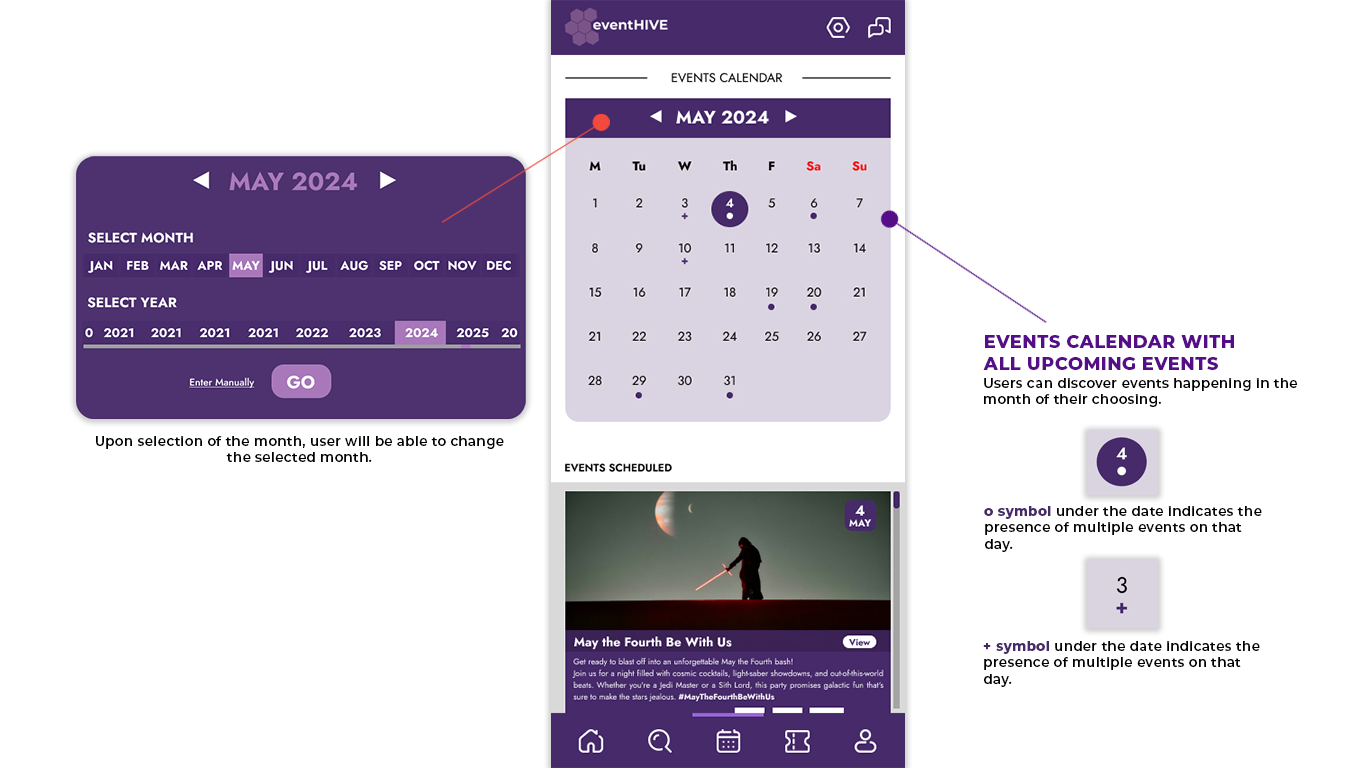 eventHIVE
EVENTS CALENDAR
MAY 2024
M Tu W Th F Sa Su
1 2 3 4 5 6 7
+
8 9 10 11 12 13 14
+
15 16 17 18 19 20 21
21 22 23 24 25 26 27
28 29 30 31
EVENTS SCHEDULED
4
MAY
May the Fourth Be With Us
View
Get ready to blast off into an unforgettable May the Fourth bash!
Join us for a night filled with cosmic cocktails, light-saber showdowns, and out-of-this-world
beats. Whether you're a Jedi Master or a Sith Lord, this party promises galactic fun that's
sure to make the stars jealous. #MayTheFourthBeWithUs
MAY 2024
SELECT MONTH
JAN FEB MAR APR MAY JUN JUL AUG SEP OCT NOV DEC
SELECT YEAR
0 2021 2021 2021 2021 2022 2023 2024 2025 20
Enter Manually
GO
Upon selection of the month, user will be able to change
the selected month.
EVENTS CALENDAR WITH
ALL UPCOMING EVENTS
Users can discover events happening in the
month of their choosing.
4
o symbol under the date indicates the
presence of multiple events on that
day.
3
+
+ symbol under the date indicates the
presence of multiple events on that
day.